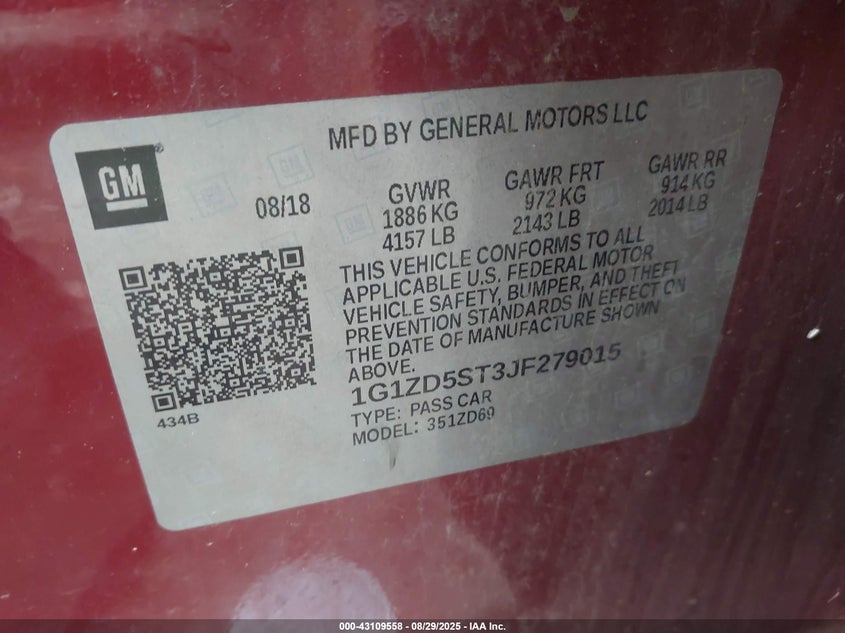 MFD BY GENERAL MOTORS LLC
GM
®
08/18
GVWR
1886 KG
4157 LB
GAWR FRT
972 KG
2143 LB
GAWR RR
914 KG
2014 LB
THIS VEHICLE CONFORMS TO ALL
APPLICABLE U.S. FEDERAL MOTOR
VEHICLE SAFETY, BUMPER, AND THEFT
PREVENTION STANDARDS IN EFFECT ON
THE DATE OF MANUFACTURE SHOWN
ABOVE.
1G1ZD5ST3JF279015
TYPE: PASS CAR
MODEL: 351ZD69
434B
000-43109558 - 08/29/2025 - IAA Inc.